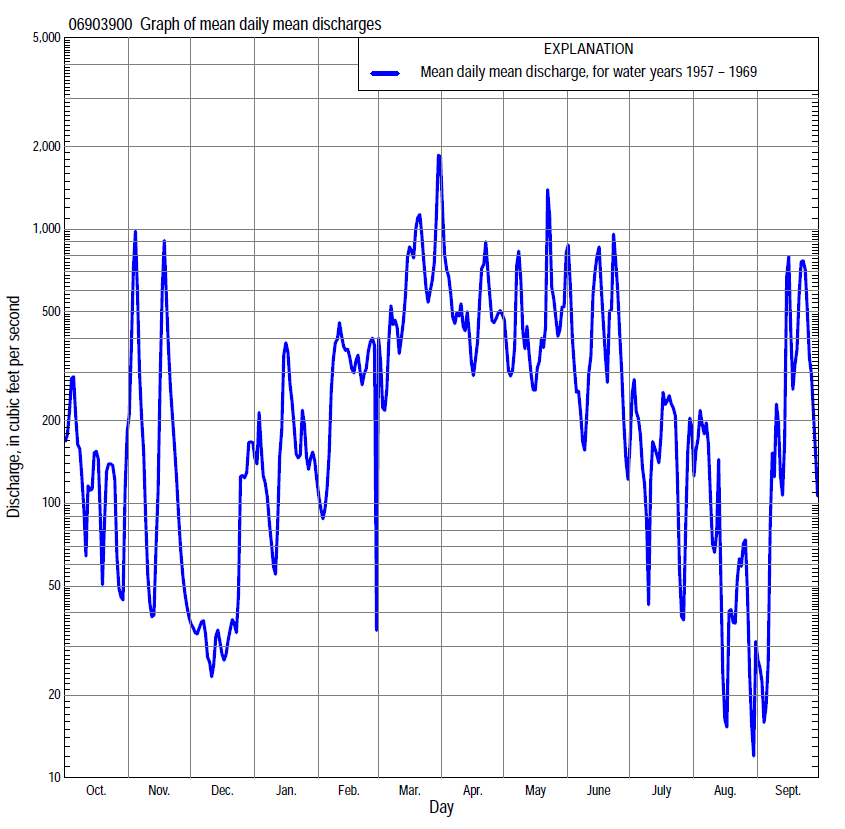 06903900 Graph of mean daily mean discharges
EXPLANATION
Mean daily mean discharge, for water years 1957 – 1969
Discharge, in cubic feet per second
5,000
2,000
1,000
500
200
100
50
20
10
Oct. Nov. Dec. Jan. Feb. Mar. Apr. May June July Aug. Sept.
Day